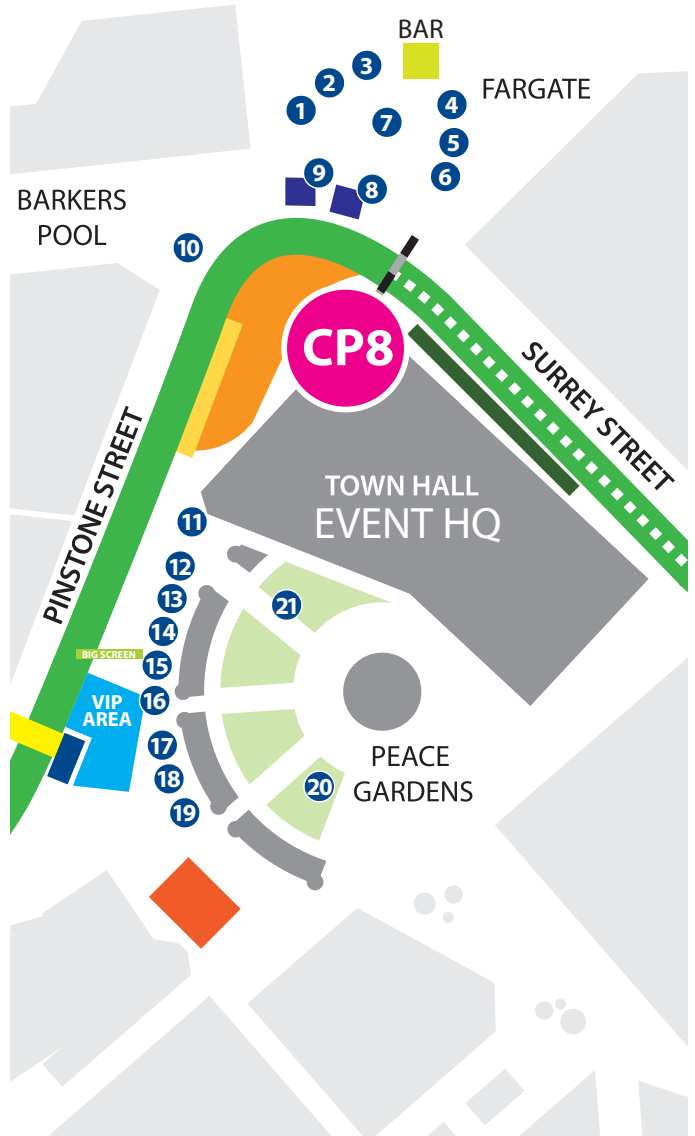 BAR
3
2
FARGATE
4
1
7
5
9
6
8
BARKERS
POOL
10
CP8
SURREY STREET
PINSTONE STREET
TOWN HALL
EVENT HQ
11
12
13
21
14
BIG SCREEN
15
16
VIP
AREA
17
PEACE
GARDENS
18
20
19